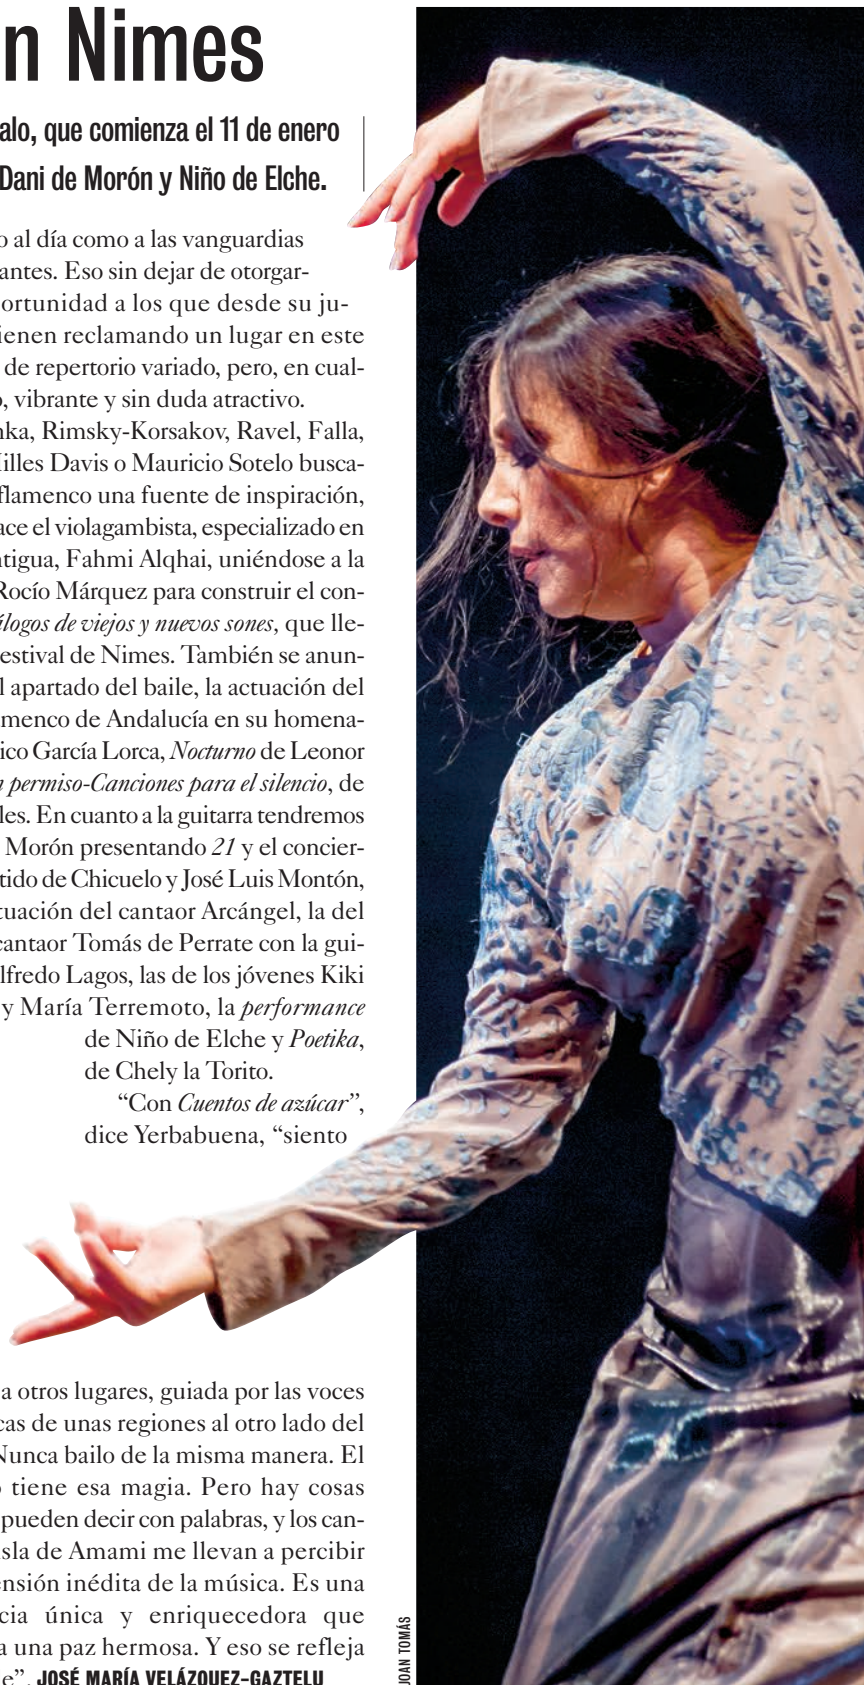 n Nimes
alo, que comienza el 11 de enero
Dani de Morón y Niño de Elche.
o al día como a las vanguardias
antes. Eso sin dejar de otorgar-
ortunidad a los que desde su ju-
ienen reclamando un lugar en este
de repertorio variado, pero, en cual-
o, vibrante y sin duda atractivo.
nka, Rimsky-Korsakov, Ravel, Falla,
illes Davis o Mauricio Sotelo busca-
flamenco una fuente de inspiración,
ace el violagambista, especializado en
ntigua, Fahmi Alqhai, uniéndose a la
Rocío Márquez para construir el con-
álogos de viejos y nuevos sones, que lle-
estival de Nimes. También se anun-
l apartado del baile, la actuación del
amenco de Andalucía en su homena-
ico García Lorca, Nocturno de Leonor
n permiso-Canciones para el silencio, de
les. En cuanto a la guitarra tendremos
Morón presentando 21 y el concier-
tido de Chicuelo y José Luis Montón,
tuación del cantaor Arcángel, la del
cantaor Tomás de Perrate con la gui-
lfredo Lagos, las de los jóvenes Kiki
y María Terremoto, la performance
de Niño de Elche y Poetika,
de Chely la Torito.
“Con Cuentos de azúcar”,
dice Yerbabuena, “siento
a otros lugares, guiada por las voces
cas de unas regiones al otro lado del
Nunca bailo de la misma manera. El
o tiene esa magia. Pero hay cosas
pueden decir con palabras, y los can-
isla de Amami me llevan a percibir
ensión inédita de la música. Es una
cia única y enriquecedora que
a una paz hermosa. Y eso se refleja
e”. JOSÉ MARÍA VELÁZQUEZ-GAZTELU
JOAN TOMÁS